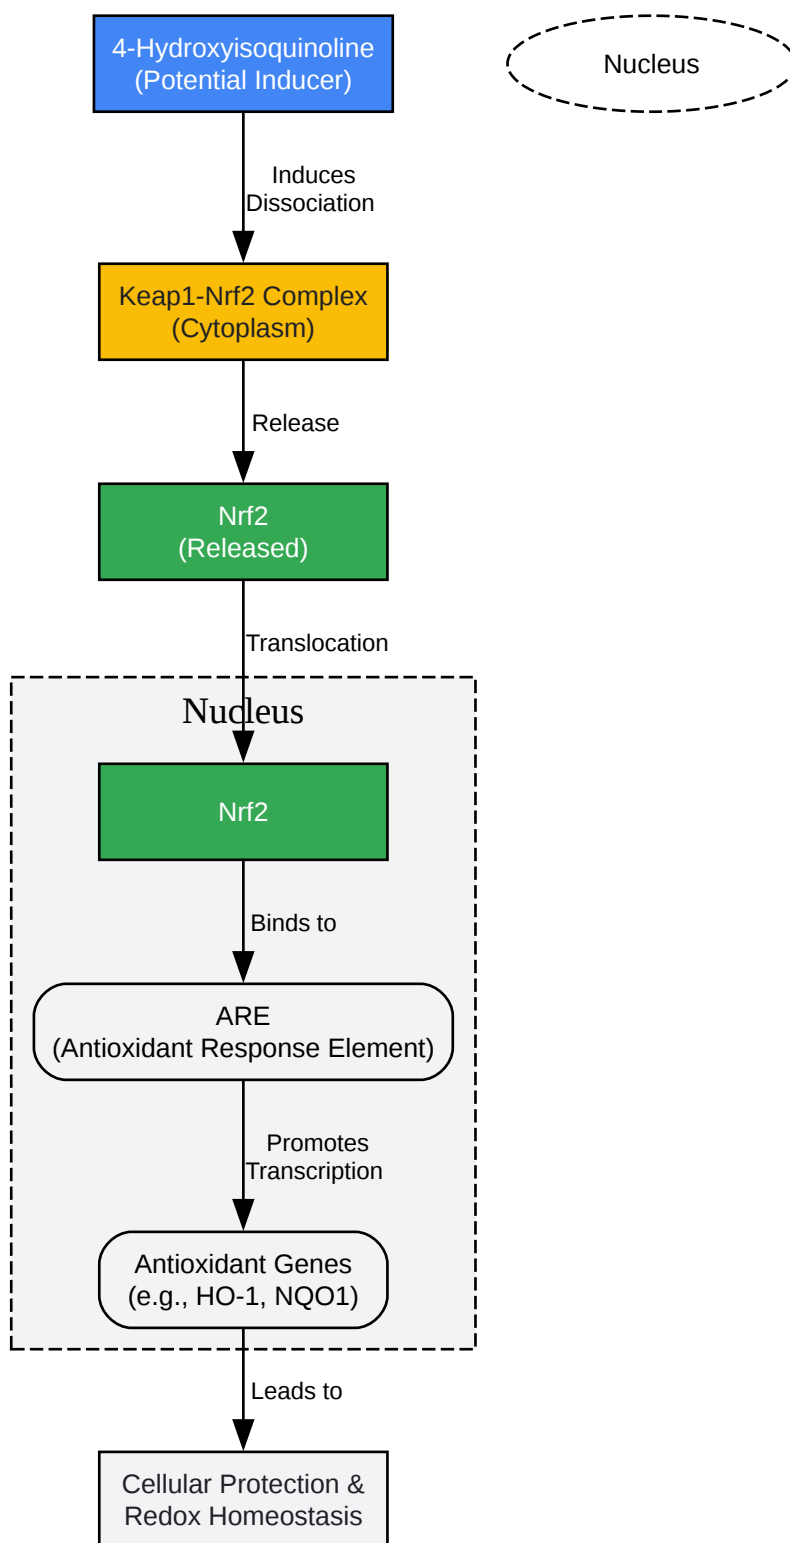 4-Hydroxyisoquinoline
(Potential Inducer)
Nucleus
Induces
Dissociation
Keap1-Nrf2 Complex
(Cytoplasm)
Release
Nrf2
(Released)
Translocation
Nucleus
Nrf2
Binds to
ARE
(Antioxidant Response Element)
Promotes
Transcription
Antioxidant Genes
(e.g., HO-1, NQO1)
Leads to
Cellular Protection &
Redox Homeostasis